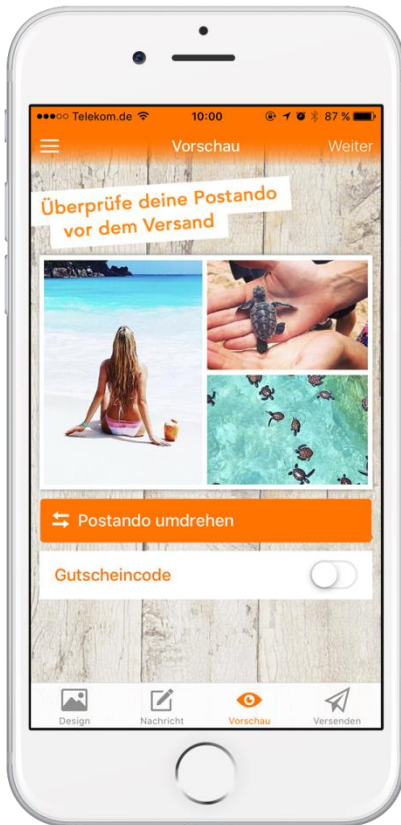 Telekom.de 10:00 87 %
Vorschau Weiter
Überprüfe deine Postando
vor dem Versand
Postando umdrehen
Gutscheincode
Design Nachricht Vorschau Versenden